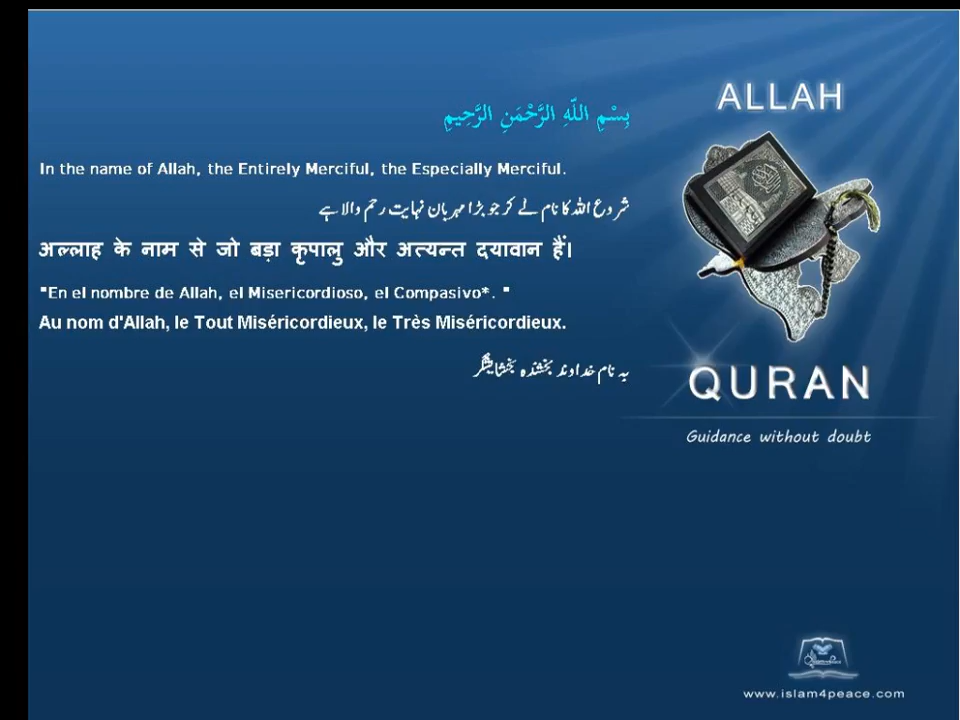 بِسْمِ اللّهِ الرَّحْمَنِ الرَّحِيمِ
In the name of Allah, the Entirely Merciful, the Especially Merciful.
شروع اللہ کا نام لے کر جو بڑا مہربان نہایت رحم والا ہے
अल्लाह के नाम से जो बड़ा कृपालु और अत्यन्त दयावान हैं।
"En el nombre de Allah, el Misericordioso, el Compasivo*. "
Au nom d'Allah, le Tout Miséricordieux, le Très Miséricordieux.
به نام خداوند بخشنده بخشايشگر
ALLAH
QURAN
Guidance without doubt
www.islam4peace.com